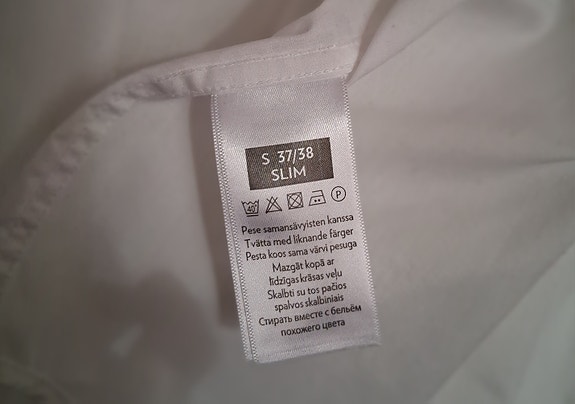 S 37/38
SLIM
40° P
Pese samansävyisten kanssa
Tvätta med liknande färger
Pesta koos sama värvi pesuga
Mazgāt kopā ar
līdzīgas krāsas veļu
Skalbti su tos pačios
spalvos skalbiniais
Стирать вместе с бельём
похожего цвета